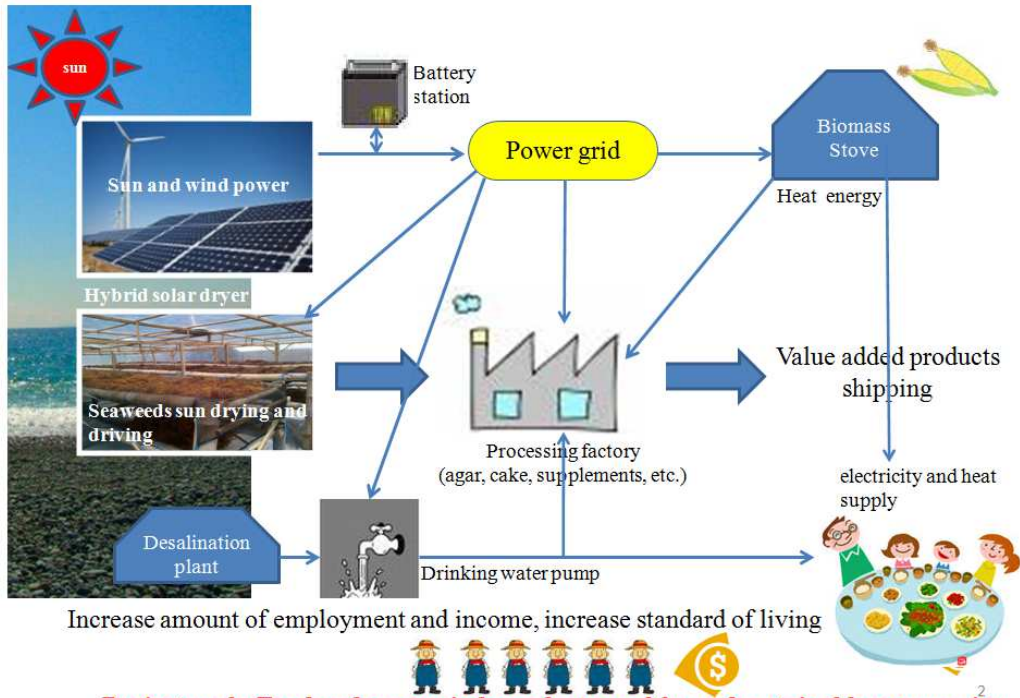 sun
Battery
station
Sun and wind power
Power grid
Biomass
Stove
Heat energy
Hybrid solar dryer
Seaweeds sun drying and
driving
Value added products
shipping
Processing factory
(agar, cake, supplements, etc.)
electricity and heat
supply
Desalination
plant
Drinking water pump
Increase amount of employment and income, increase standard of living
$
2